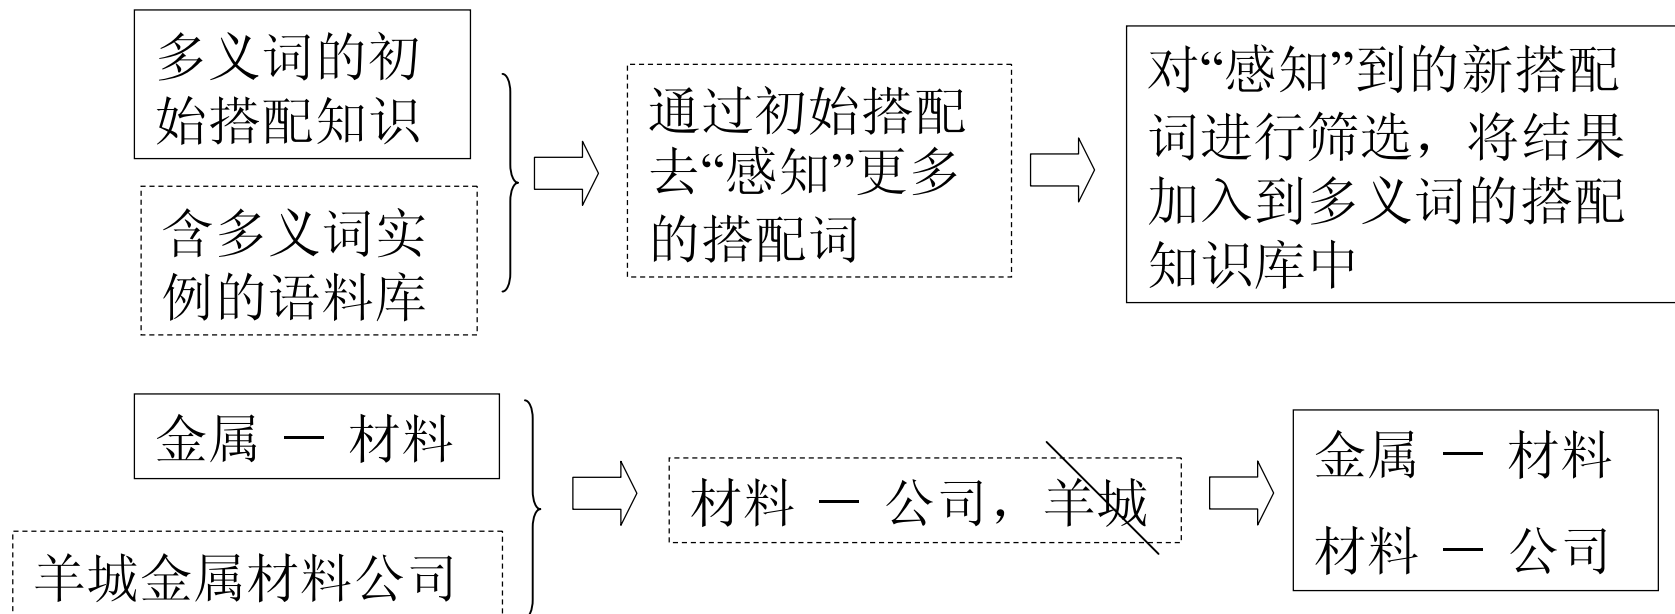 多义词的初
始搭配知识
含多义词实
例的语料库
通过初始搭配
去“感知”更多
的搭配词
对“感知”到的新搭配
词进行筛选，将结果
加入到多义词的搭配
知识库中
金属 － 材料
羊城金属材料公司
材料 － 公司，羊城
金属 － 材料
材料 － 公司